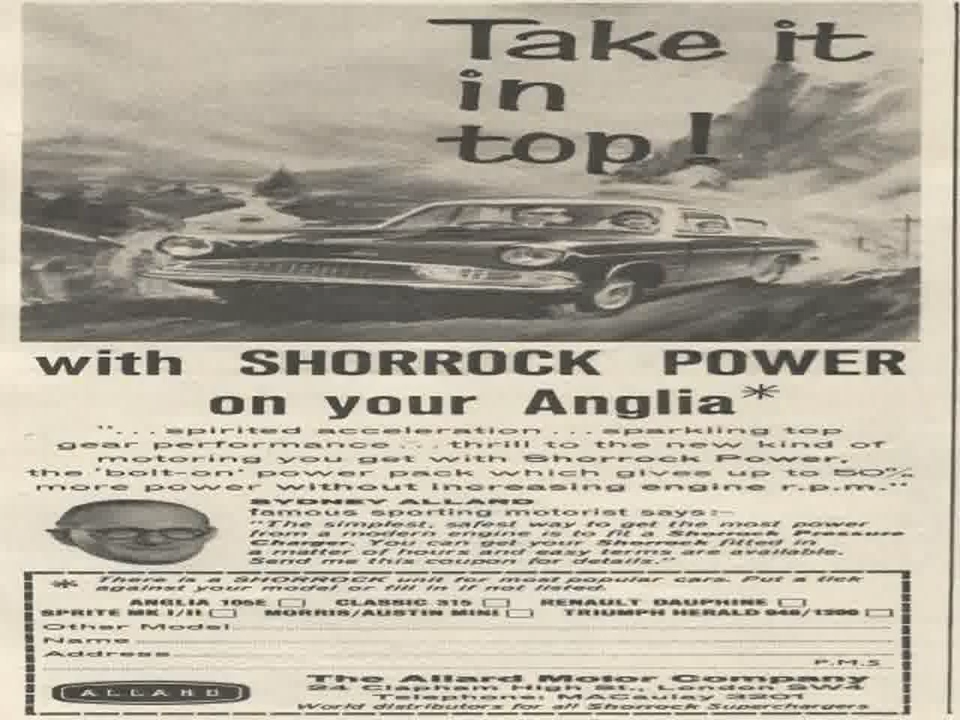 Take it
in
top!
with SHORROCK POWER
on your Anglia*
"...spirited acceleration...sparkling top
gear performance...thrill to the new kind of
motoring you get with Shorrock Power,
the 'bolt-on' power pack which gives up to 50%
more power without increasing engine r.p.m."
SYDNEY ALLARD
famous sporting motorist says:-
"The simplest, safest way to get the most power
from a modern engine is to fit a Shorrock Pressure
Charger. You can get your Shorrock fitted in
a matter of hours and easy terms are available.
Send me this coupon for details."
* There is a SHORROCK unit for most popular cars. Put a tick
against your model or fill in if not listed.
ANGLIA 105E CLASSIC 315 RENAULT DAUPHINE
SPRITE MK I/II MORRIS/AUSTIN MINI TRIUMPH HERALD 948/1200
Other Model
Name
Address
P.M.5
ALLARD
The Allard Motor Company
24 Clapham High St., London SW4
Telephone MACaulay 3201
World distributors for all Shorrock Superchargers